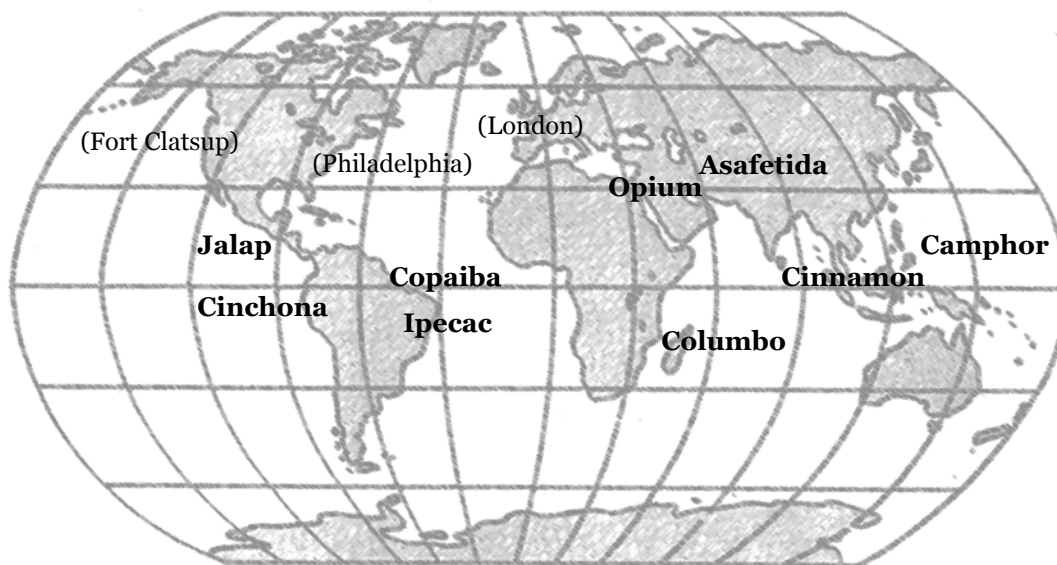 (London)
(Fort Clatsup)
(Philadelphia)
Asafetida
Opium
Jalap
Camphor
Copaiba
Cinnamon
Cinchona
Ipecac
Columbo